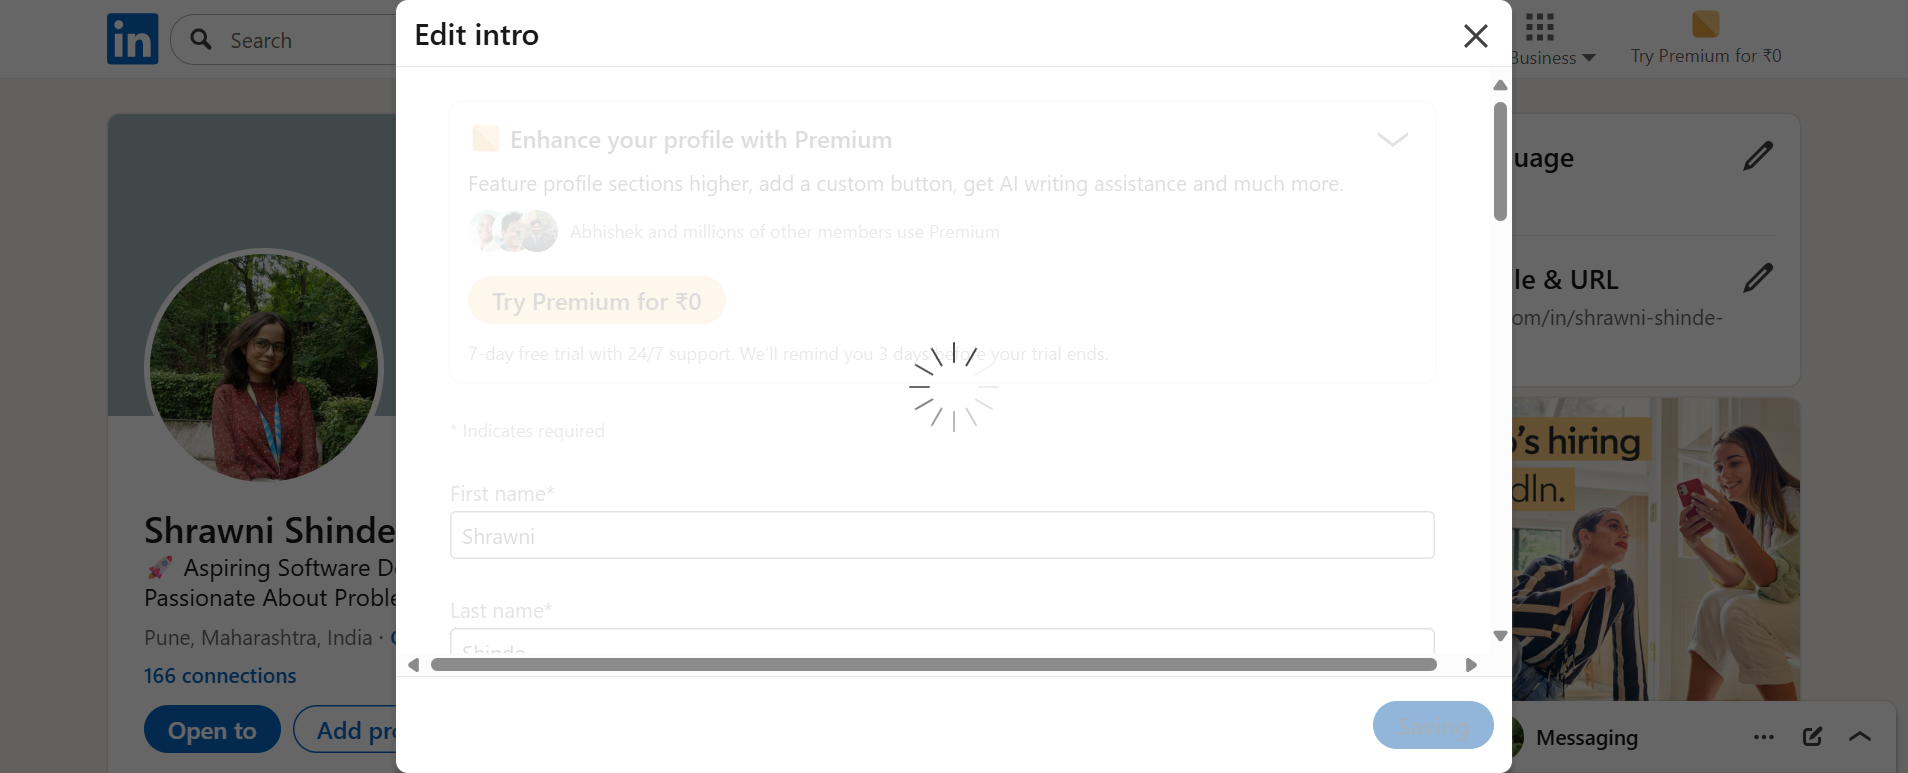 in
Search
Business
Try Premium for ₹0
Edit intro
Enhance your profile with Premium
Feature profile sections higher, add a custom button, get AI writing assistance and much more.
Abhishek and millions of other members use Premium
Try Premium for ₹0
7-day free trial with 24/7 support. We'll remind you 3 days before your trial ends.
* Indicates required
First name*
Shrawni
Last name*
Shinde
Saving
Shrawni Shinde
🚀 Aspiring Software D
Passionate About Proble
Pune, Maharashtra, India ·
166 connections
Open to
Add pro
uage
le & URL
om/in/shrawni-shinde-
's hiring
dIn.
Messaging